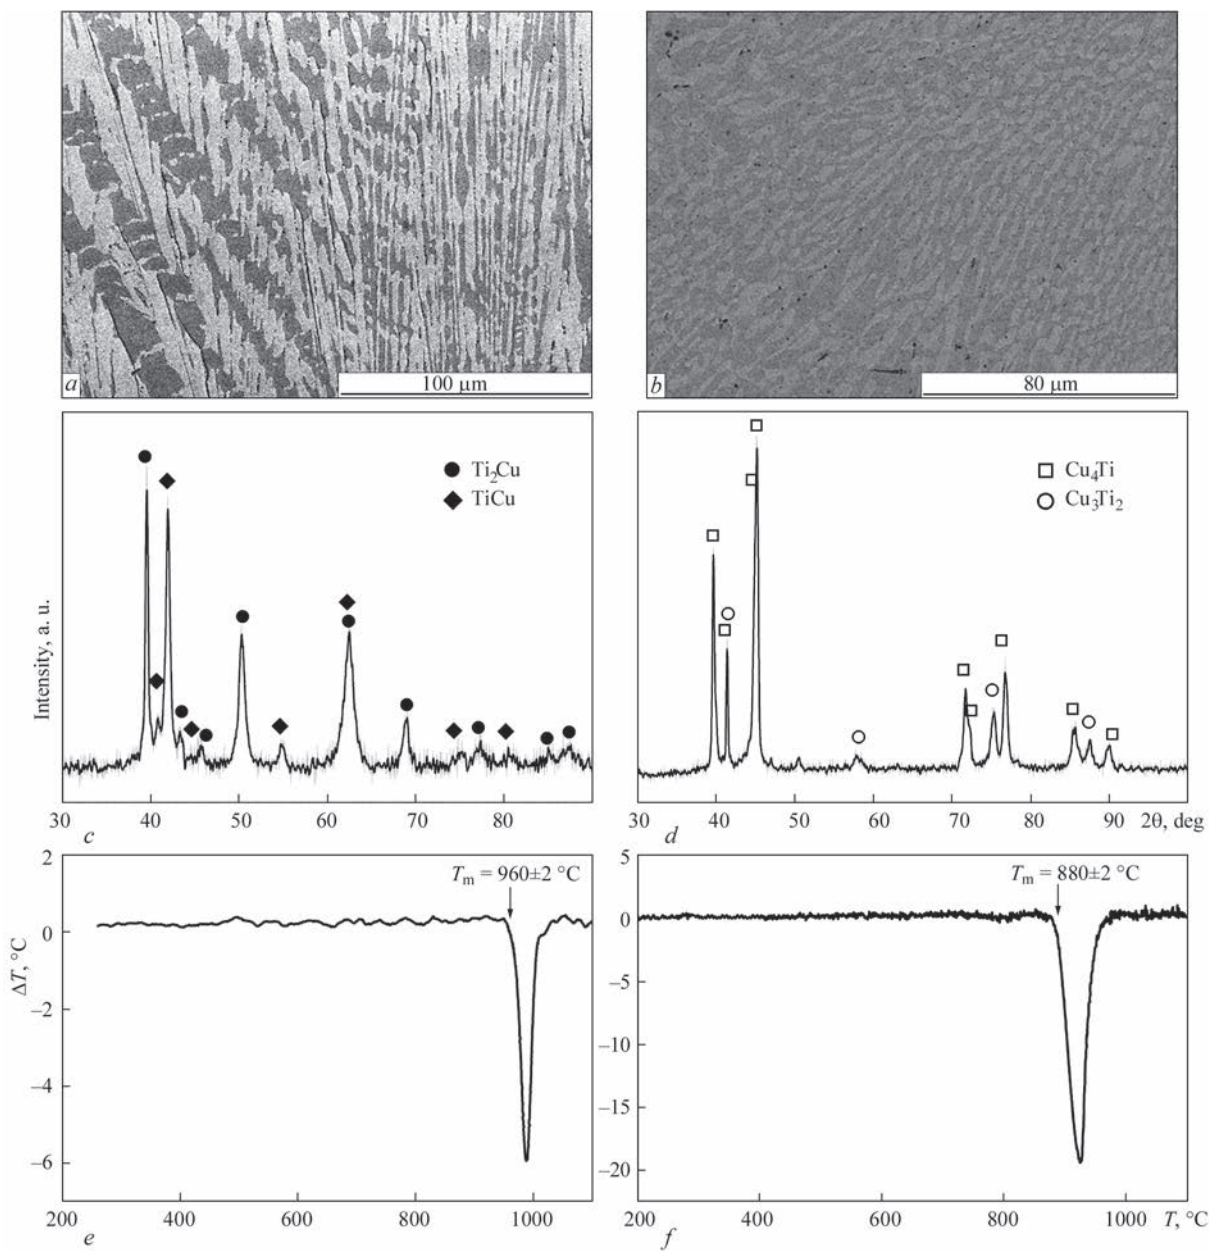 a
100 μm
b
80 μm
Intensity, a. u.
Ti2Cu
TiCu
30 40 50 60 70 80
c
Cu4Ti
Cu3Ti2
30 40 50 60 70 80 90 2θ, deg
d
ΔT, °C
2
0
–2
–4
–6
Tm = 960±2 °C
200 400 600 800 1000
e
5
0
–5
–10
–15
–20
Tm = 880±2 °C
200 400 600 800 1000 T, °C
f